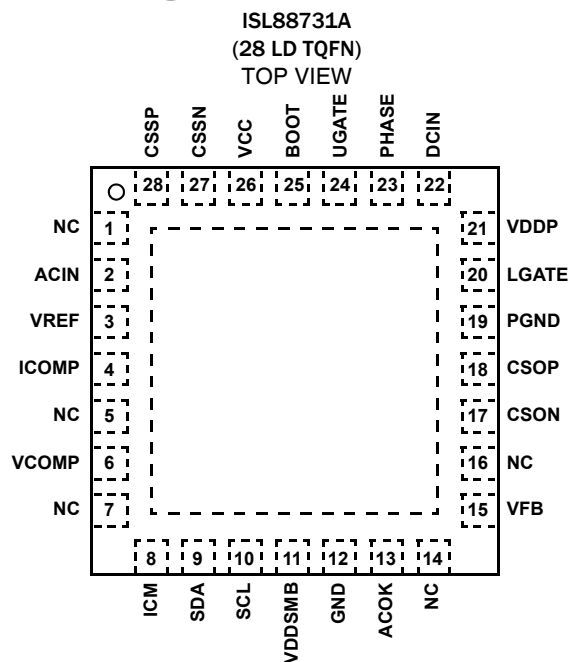 ISL88731A
(28 LD TQFN)
TOP VIEW
CSSP
CSSN
VCC
BOOT
UGATE
PHASE
DCIN
28 27 26 25 24 23 22
NC 1
ACIN 2
VREF 3
ICOMP 4
NC 5
VCOMP 6
NC 7
21 VDDP
20 LGATE
19 PGND
18 CSOP
17 CSON
16 NC
15 VFB
8 9 10 11 12 13 14
ICM
SDA
SCL
VDDSMB
GND
ACOK
NC